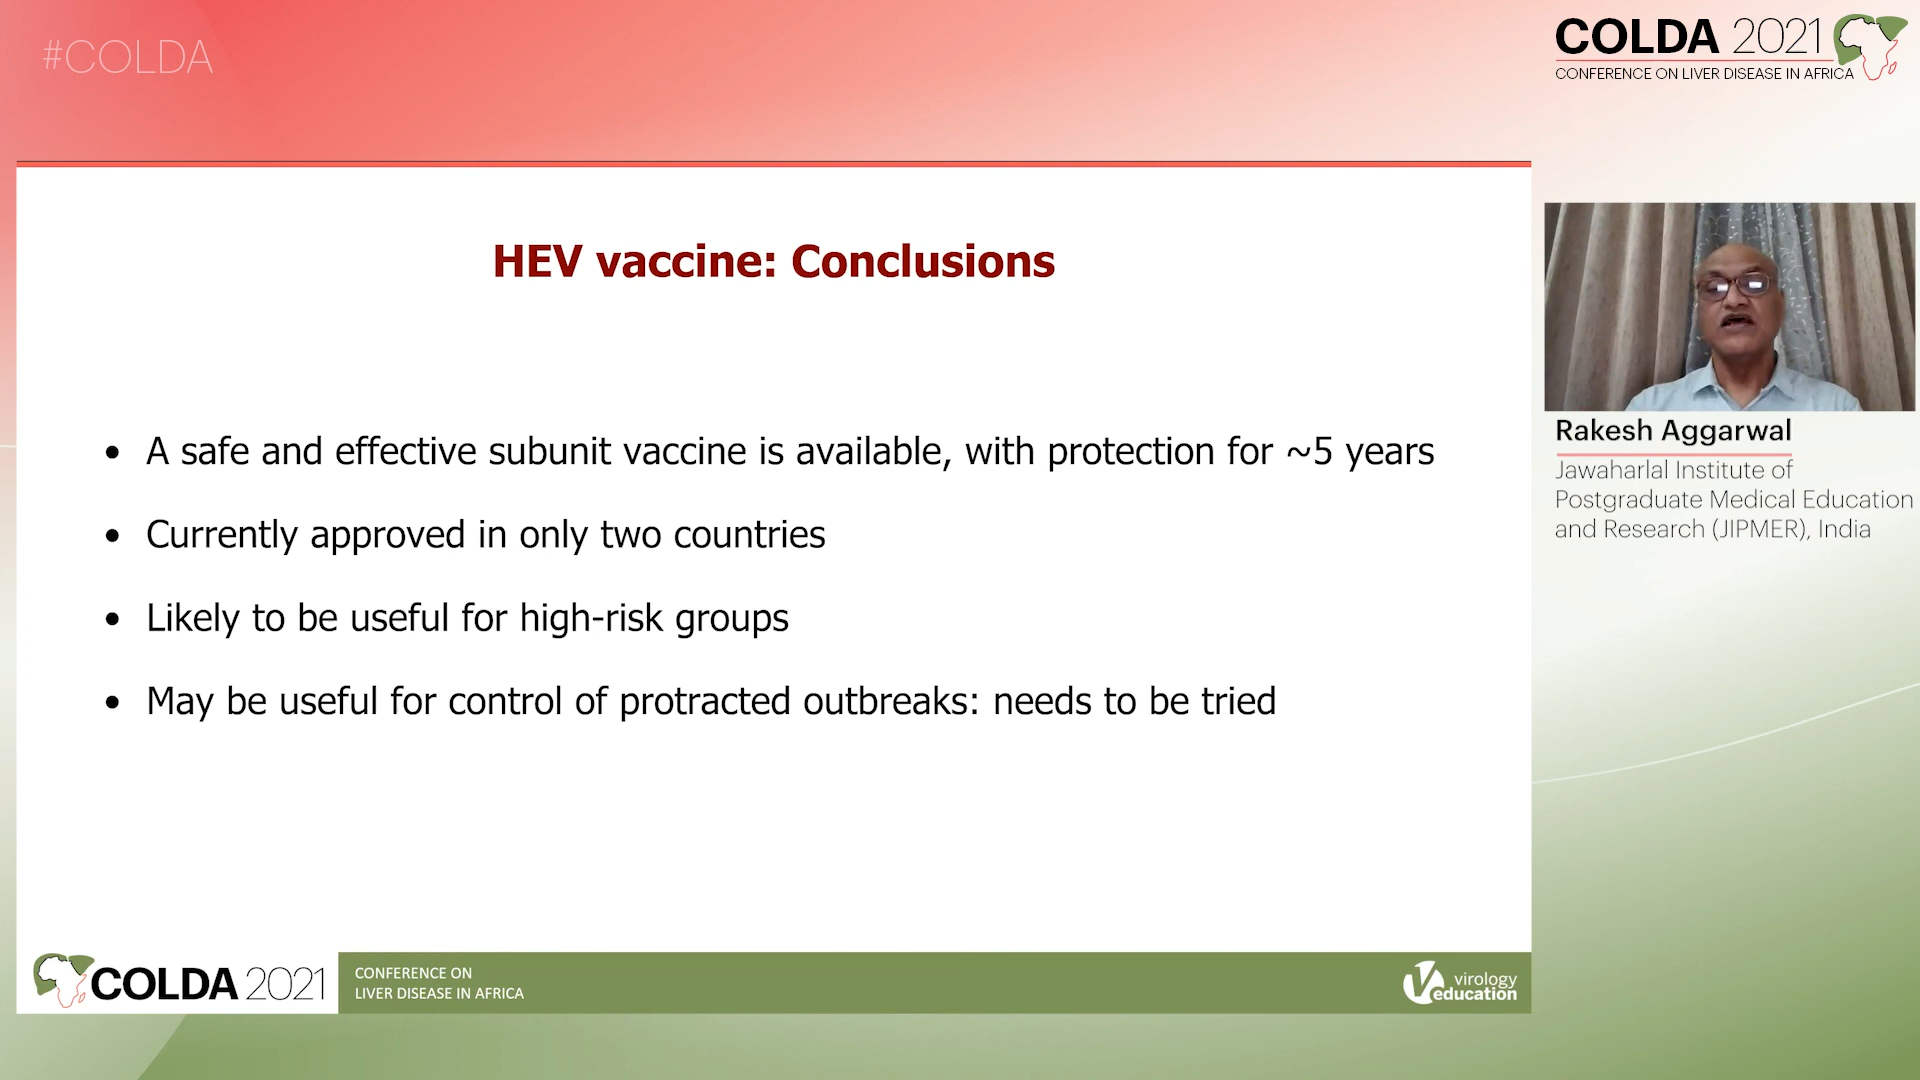 #COLDA
COLDA 2021
CONFERENCE ON LIVER DISEASE IN AFRICA
HEV vaccine: Conclusions
• A safe and effective subunit vaccine is available, with protection for ~5 years
• Currently approved in only two countries
• Likely to be useful for high-risk groups
• May be useful for control of protracted outbreaks: needs to be tried
Rakesh Aggarwal
Jawaharlal Institute of
Postgraduate Medical Education
and Research (JIPMER), India
COLDA 2021
CONFERENCE ON
LIVER DISEASE IN AFRICA
virology
education